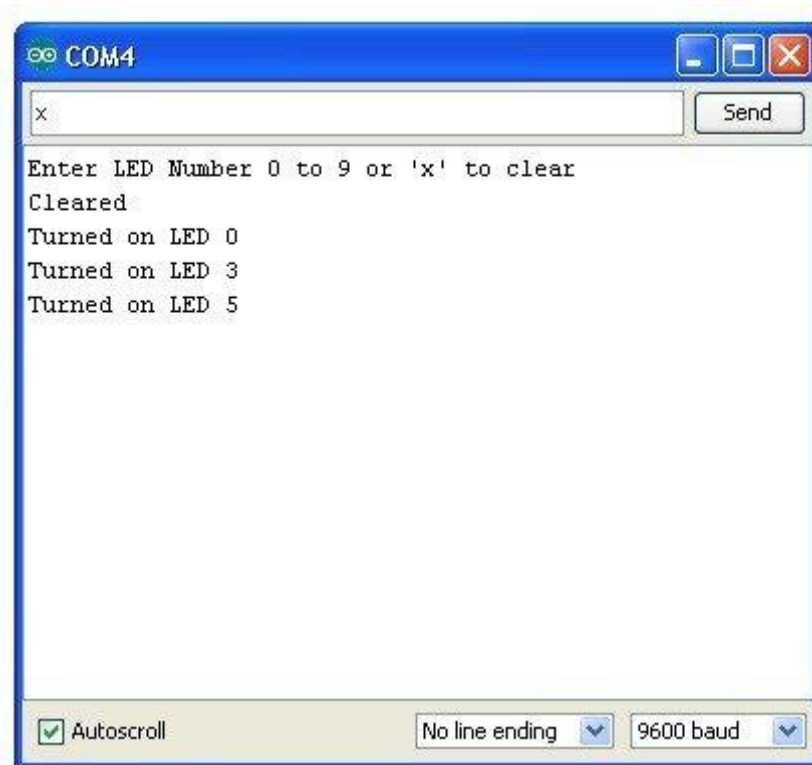 COM4
x
Send
Enter LED Number 0 to 9 or 'x' to clear
Cleared
Turned on LED 0
Turned on LED 3
Turned on LED 5
Autoscroll
No line ending
9600 baud